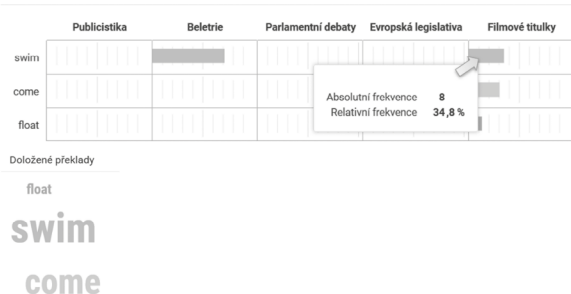 Publicistika Beletrie Parlamentní debaty Evropská legislativa Filmové titulky
swim
come
float
Absolutní frekvence 8
Relativní frekvence 34,8 %
Doložené překlady
float
swim
come